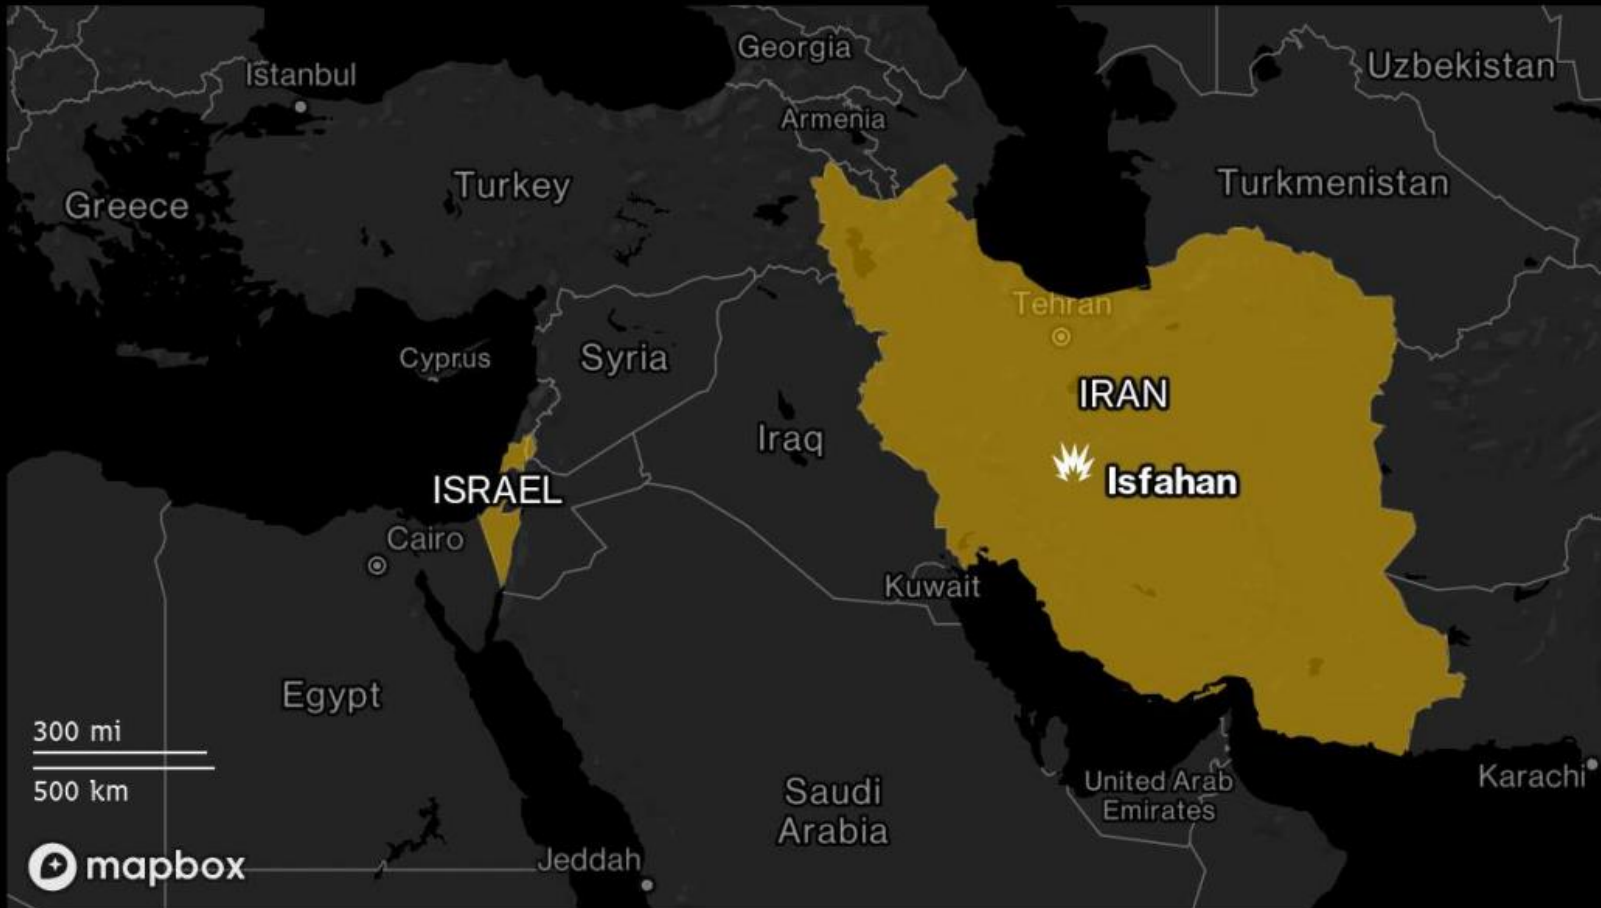 Georgia
Uzbekistan
Istanbul
Armenia
Turkey
Turkmenistan
Greece
Tehran
Cyprus
Syria
IRAN
Iraq
Isfahan
ISRAEL
Cairo
Kuwait
Egypt
300 mi
500 km
Saudi
Arabia
United Arab
Emirates
Karachi
Jeddah
mapbox